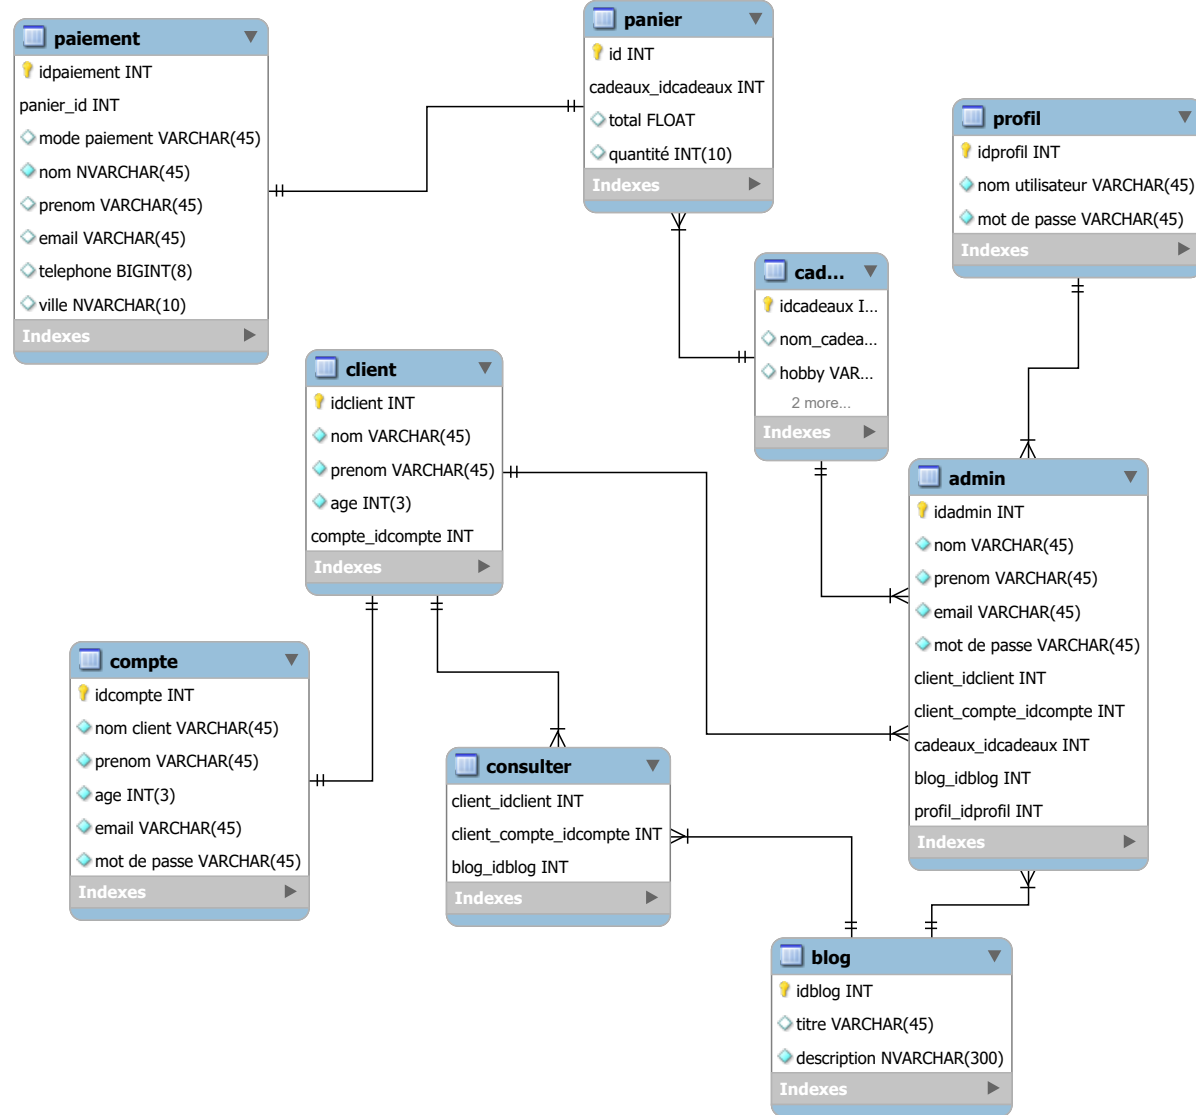 paiement
idpaiement INT
panier_id INT
mode paiement VARCHAR(45)
nom NVARCHAR(45)
prenom VARCHAR(45)
email VARCHAR(45)
telephone BIGINT(8)
ville NVARCHAR(10)
Indexes
panier
id INT
cadeaux_idcadeaux INT
total FLOAT
quantité INT(10)
Indexes
profil
idprofil INT
nom utilisateur VARCHAR(45)
mot de passe VARCHAR(45)
Indexes
cad...
idcadeaux I...
nom_cadea...
hobby VAR...
2 more...
Indexes
client
idclient INT
nom VARCHAR(45)
prenom VARCHAR(45)
age INT(3)
compte_idcompte INT
Indexes
admin
idadmin INT
nom VARCHAR(45)
prenom VARCHAR(45)
email VARCHAR(45)
mot de passe VARCHAR(45)
client_idclient INT
client_compte_idcompte INT
cadeaux_idcadeaux INT
blog_idblog INT
profil_idprofil INT
Indexes
compte
idcompte INT
nom client VARCHAR(45)
prenom VARCHAR(45)
age INT(3)
email VARCHAR(45)
mot de passe VARCHAR(45)
Indexes
consulter
client_idclient INT
client_compte_idcompte INT
blog_idblog INT
Indexes
blog
idblog INT
titre VARCHAR(45)
description NVARCHAR(300)
Indexes